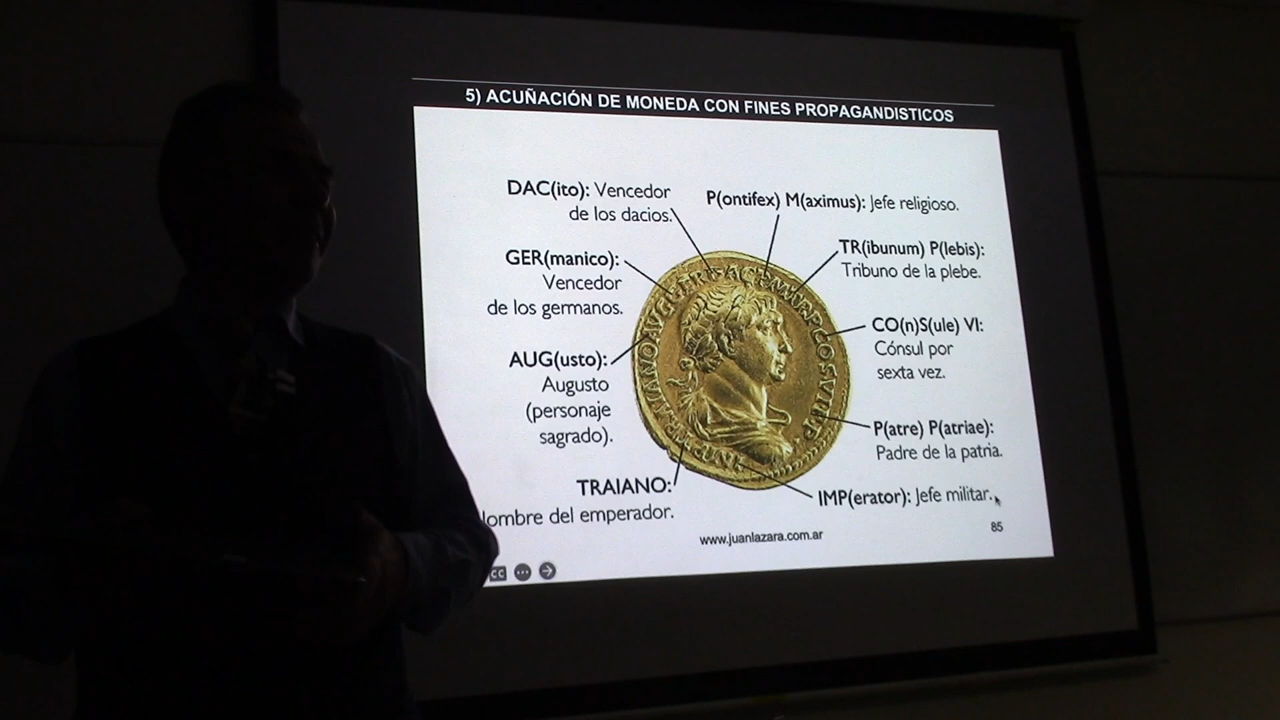 5) ACUÑACIÓN DE MONEDA CON FINES PROPAGANDISTICOS
DAC(ito): Vencedor
de los dacios.
P(ontifex) M(aximus): Jefe religioso.
GER(manico):
Vencedor
de los germanos.
TR(ibunum) P(lebis):
Tribuno de la plebe.
AUG(usto):
Augusto
(personaje
sagrado).
CO(n)S(ule) VI:
Cónsul por
sexta vez.
TRAIANO:
ombre del emperador.
P(atre) P(atriae):
Padre de la patria.
IMP(erator): Jefe militar.
www.juanlazara.com.ar
85
CC